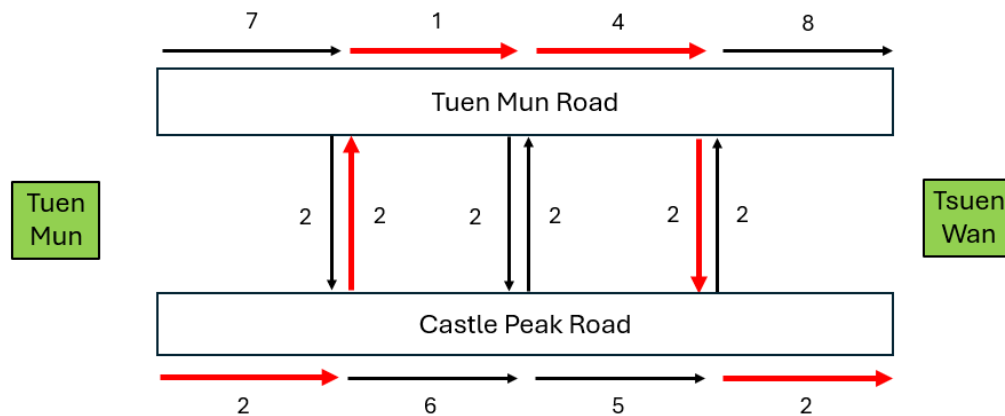 7 1 4 8
Tuen Mun Road
Tuen
Mun
2 2 2 2 2 2
Tsuen
Wan
Castle Peak Road
2 6 5 2